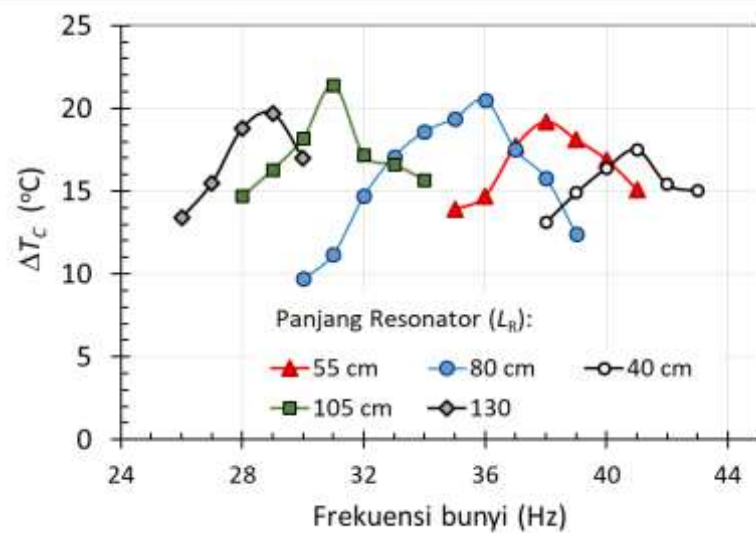 25
20
15
10
5
0
ΔT_C (°C)
Panjang Resonator (L_R):
55 cm 80 cm 40 cm
105 cm 130
24 28 32 36 40 44
Frekuensi bunyi (Hz)